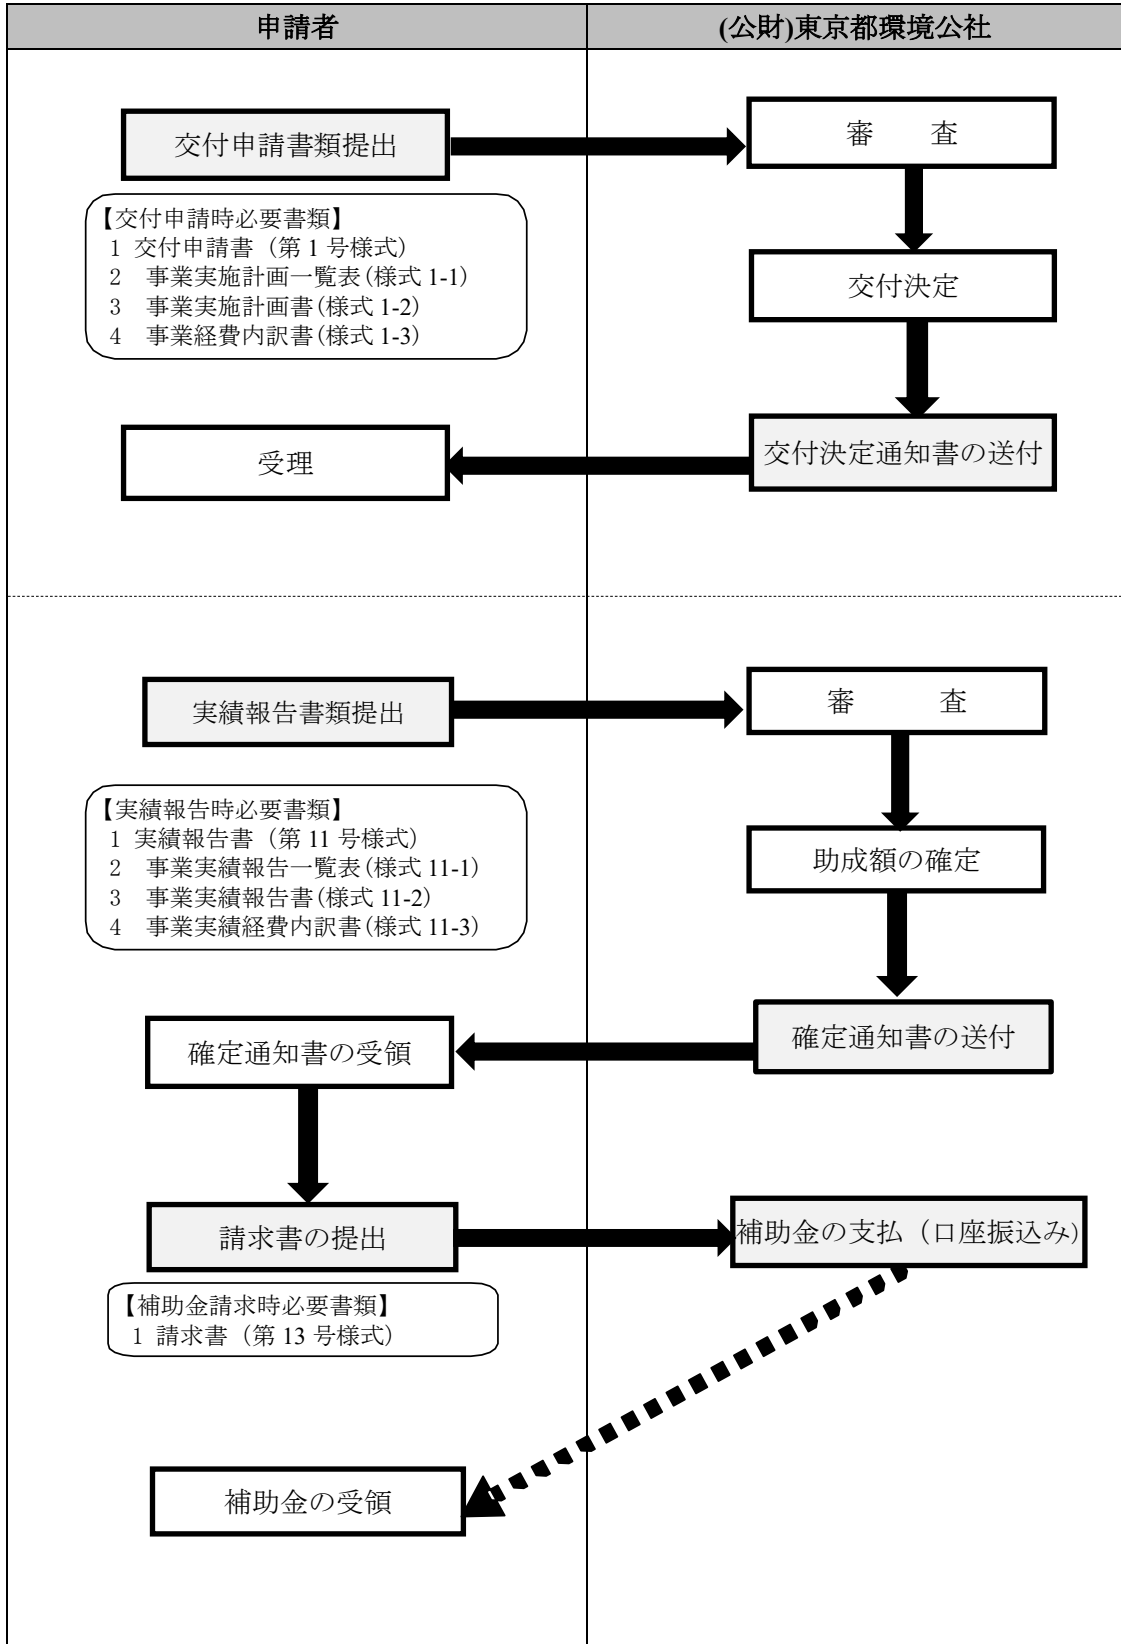 申請者
(公財)東京都環境公社
交付申請書類提出
審　　査
【交付申請時必要書類】
1 交付申請書（第1号様式）
2　事業実施計画一覧表(様式1-1)
3　事業実施計画書(様式1-2)
4　事業経費内訳書(様式1-3)
交付決定
受理
交付決定通知書の送付
実績報告書類提出
審　　査
【実績報告時必要書類】
1 実績報告書（第11号様式）
2　事業実績報告一覧表(様式11-1)
3　事業実績報告書(様式11-2)
4　事業実績経費内訳書(様式11-3)
助成額の確定
確定通知書の受領
確定通知書の送付
請求書の提出
補助金の支払（口座振込み）
【補助金請求時必要書類】
1 請求書（第13号様式）
補助金の受領